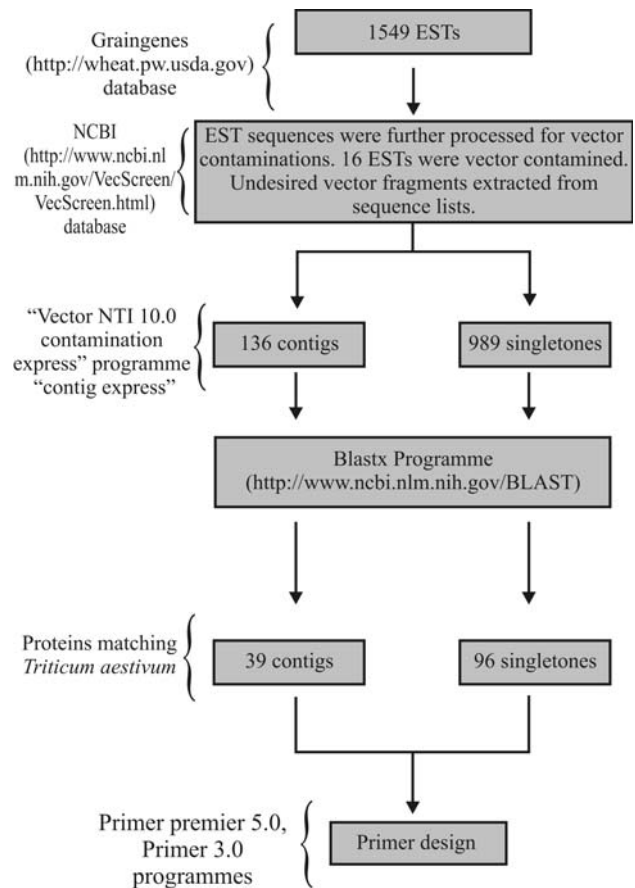 Graingenes
(http://wheat.pw.usda.gov)
database
1549 ESTs
NCBI
(http://www.ncbi.nl
m.nih.gov/VecScreen/
VecScreen.html)
database
EST sequences were further processed for vector
contaminations. 16 ESTs were vector contamined.
Undesired vector fragments extracted from
sequence lists.
“Vector NTI 10.0
contamination
express” programme
“contig express”
136 contigs
989 singletones
Blastx Programme
(http://www.ncbi.nlm.nih.gov/BLAST)
Proteins matching
Triticum aestivum
39 contigs
96 singletones
Primer premier 5.0,
Primer 3.0
programmes
Primer design